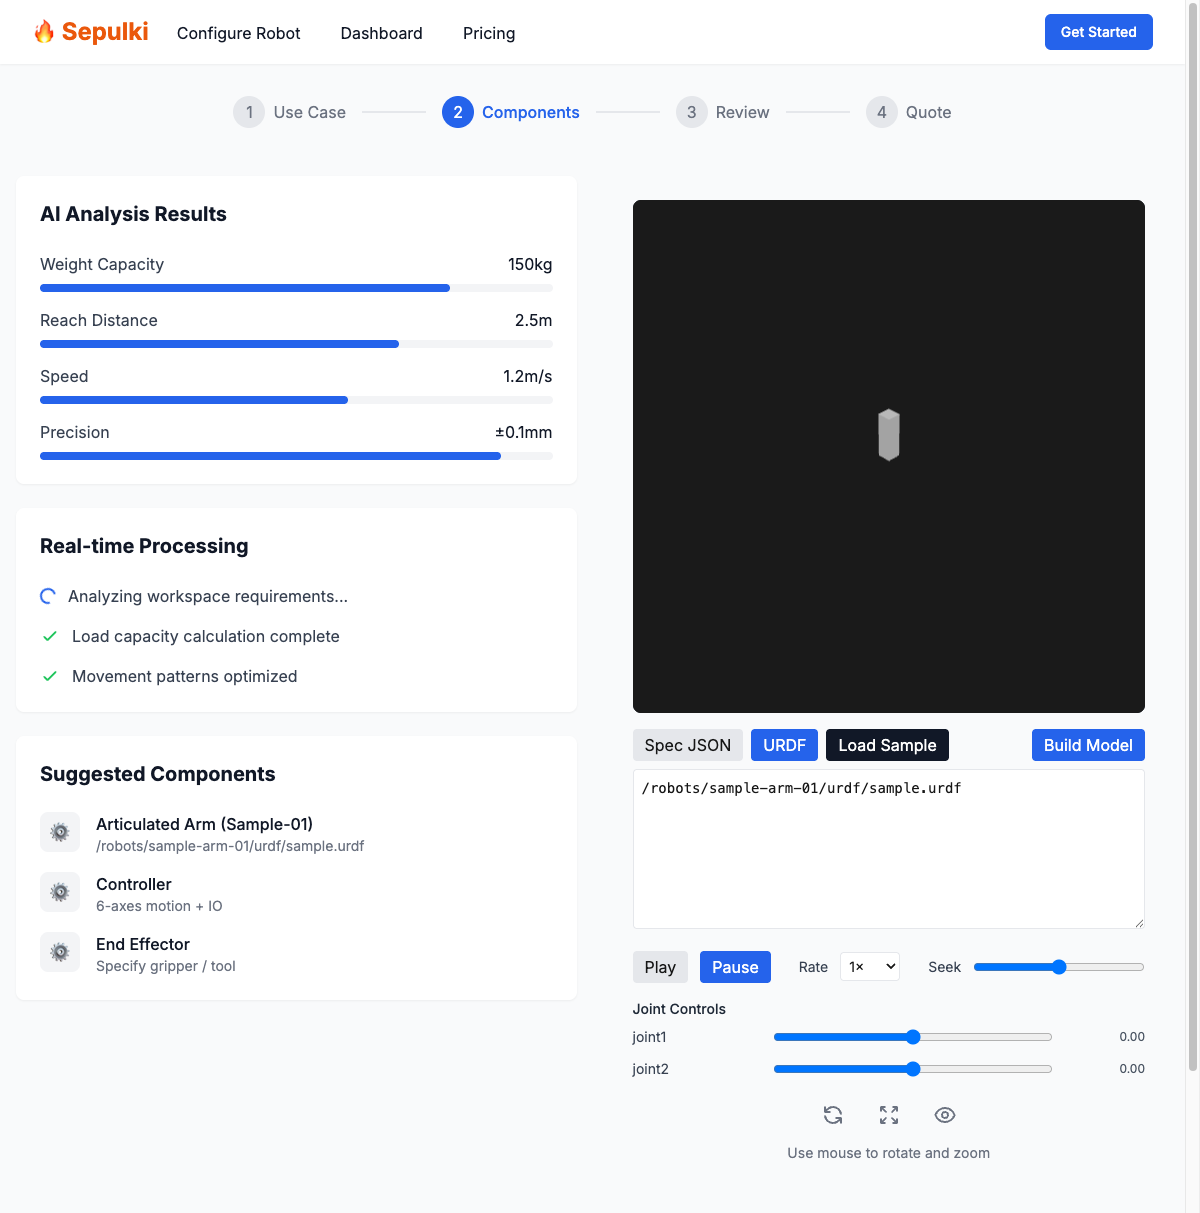 Sepulki
Configure Robot
Dashboard
Pricing
Get Started
1 Use Case
2 Components
3 Review
4 Quote
AI Analysis Results
Weight Capacity 150kg
Reach Distance 2.5m
Speed 1.2m/s
Precision ±0.1mm
Real-time Processing
Analyzing workspace requirements...
Load capacity calculation complete
Movement patterns optimized
Suggested Components
Articulated Arm (Sample-01)
/robots/sample-arm-01/urdf/sample.urdf
Controller
6-axes motion + IO
End Effector
Specify gripper / tool
Spec JSON
URDF
Load Sample
Build Model
/robots/sample-arm-01/urdf/sample.urdf
Play
Pause
Rate 1×
Seek
Joint Controls
joint1 0.00
joint2 0.00
Use mouse to rotate and zoom